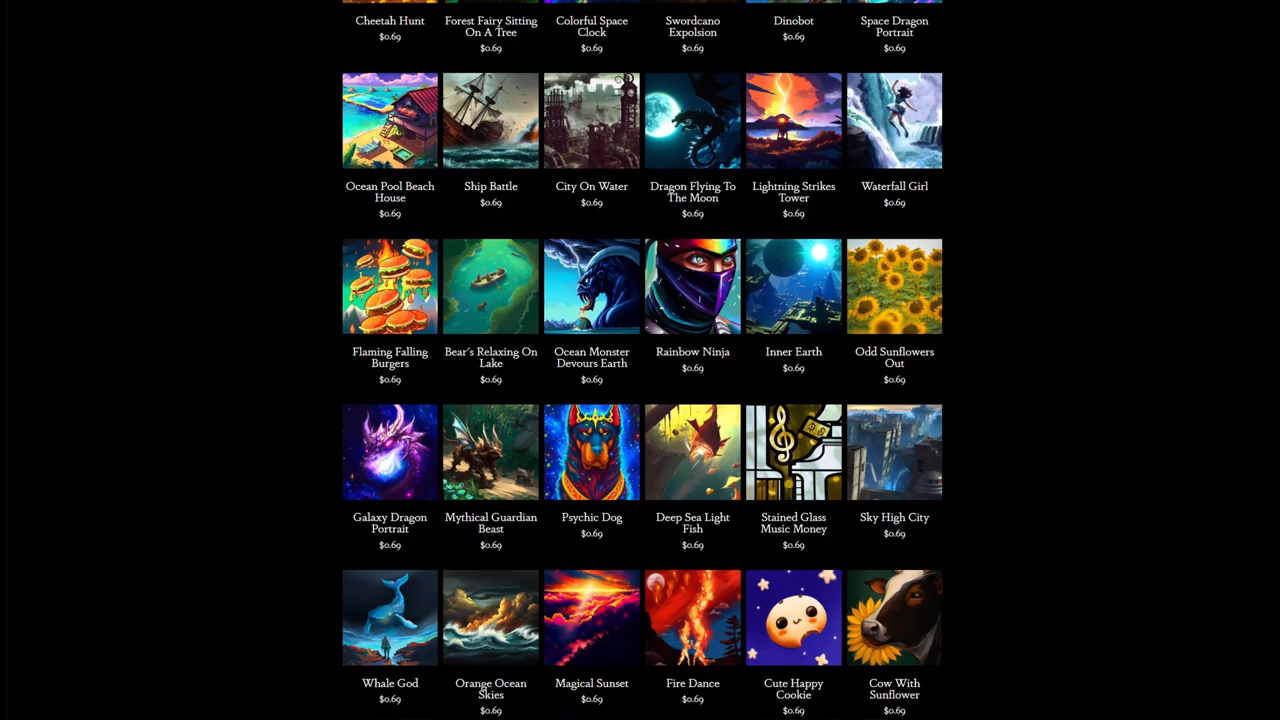 Cheetah Hunt
$0.69
Forest Fairy Sitting
On A Tree
$0.69
Colorful Space
Clock
$0.69
Swordcano
Expolsion
$0.69
Dinobot
$0.69
Space Dragon
Portrait
$0.69
Ocean Pool Beach
House
$0.69
Ship Battle
$0.69
City On Water
$0.69
Dragon Flying To
The Moon
$0.69
Lightning Strikes
Tower
$0.69
Waterfall Girl
$0.69
Flaming Falling
Burgers
$0.69
Bear's Relaxing On
Lake
$0.69
Ocean Monster
Devours Earth
$0.69
Rainbow Ninja
$0.69
Inner Earth
$0.69
Odd Sunflowers
Out
$0.69
Galaxy Dragon
Portrait
$0.69
Mythical Guardian
Beast
$0.69
Psychic Dog
$0.69
Deep Sea Light
Fish
$0.69
Stained Glass
Music Money
$0.69
Sky High City
$0.69
Whale God
$0.69
Orange Ocean
Skies
$0.69
Magical Sunset
$0.69
Fire Dance
$0.69
Cute Happy
Cookie
$0.69
Cow With
Sunflower
$0.69